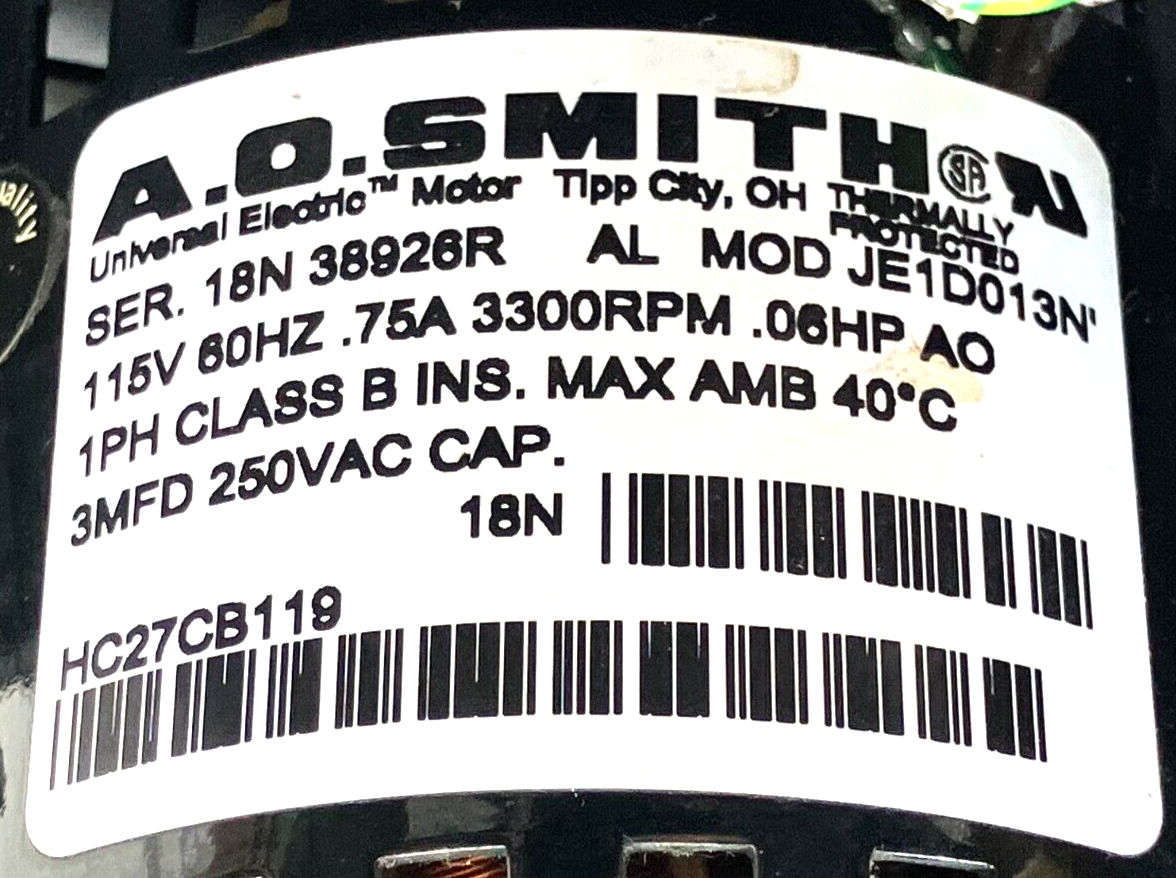 A.O.SMITH
Universal Electric™ Motor Tipp City, OH THERMALLY PROTECTED
SER. 18N 38926R AL MOD JE1D013N'
115V 60HZ .75A 3300RPM .06HP AO
1PH CLASS B INS. MAX AMB 40°C
3MFD 250VAC CAP.
18N
HC27CB119